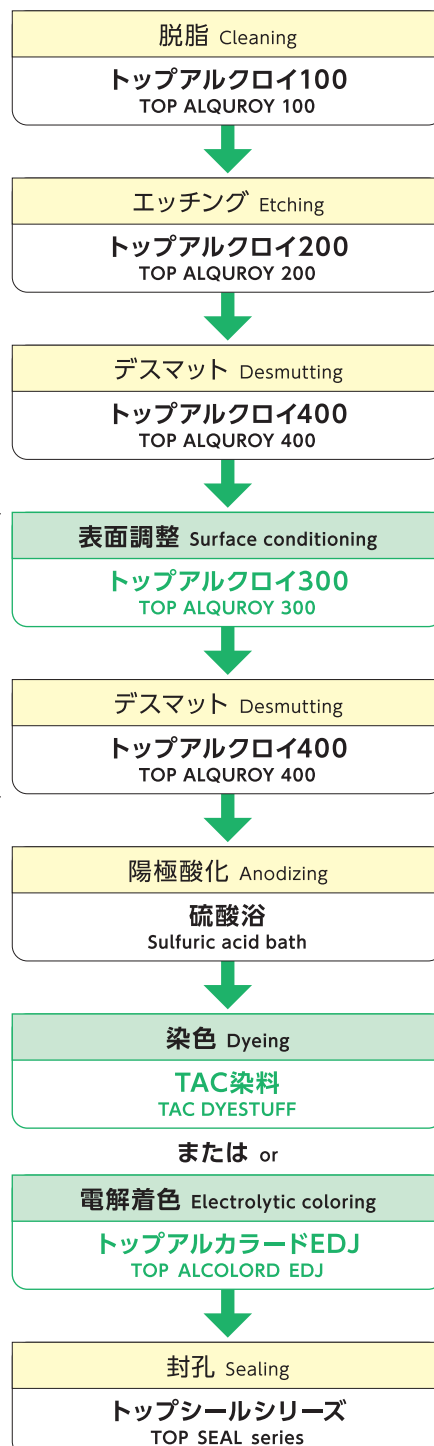 脱脂 Cleaning
トップアルクロイ100
TOP ALQUROY 100
エッチング Etching
トップアルクロイ200
TOP ALQUROY 200
デスマット Desmutting
トップアルクロイ400
TOP ALQUROY 400
表面調整 Surface conditioning
トップアルクロイ300
TOP ALQUROY 300
デスマット Desmutting
トップアルクロイ400
TOP ALQUROY 400
陽極酸化 Anodizing
硫酸浴
Sulfuric acid bath
染色 Dyeing
TAC染料
TAC DYESTUFF
または or
電解着色 Electrolytic coloring
トップアルカラードEDJ
TOP ALCOLORD EDJ
封孔 Sealing
トップシールシリーズ
TOP SEAL series